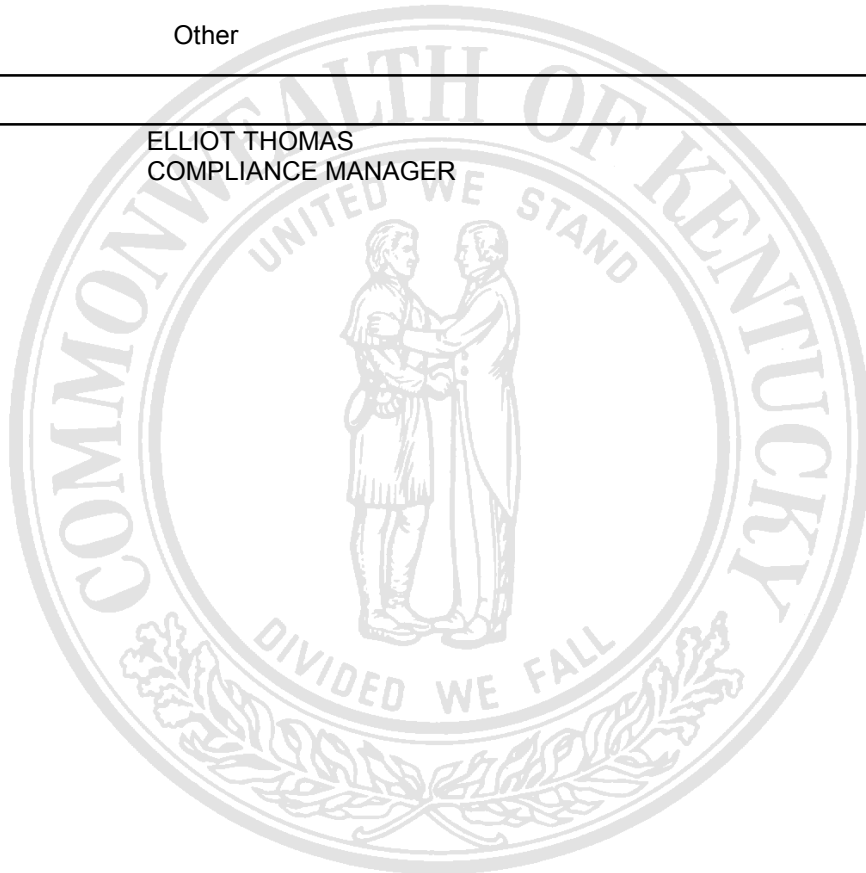 Other
ELLIOT THOMAS
COMPLIANCE MANAGER
COMMONWEALTH OF KENTUCKY
UNITED WE STAND
DIVIDED WE FALL